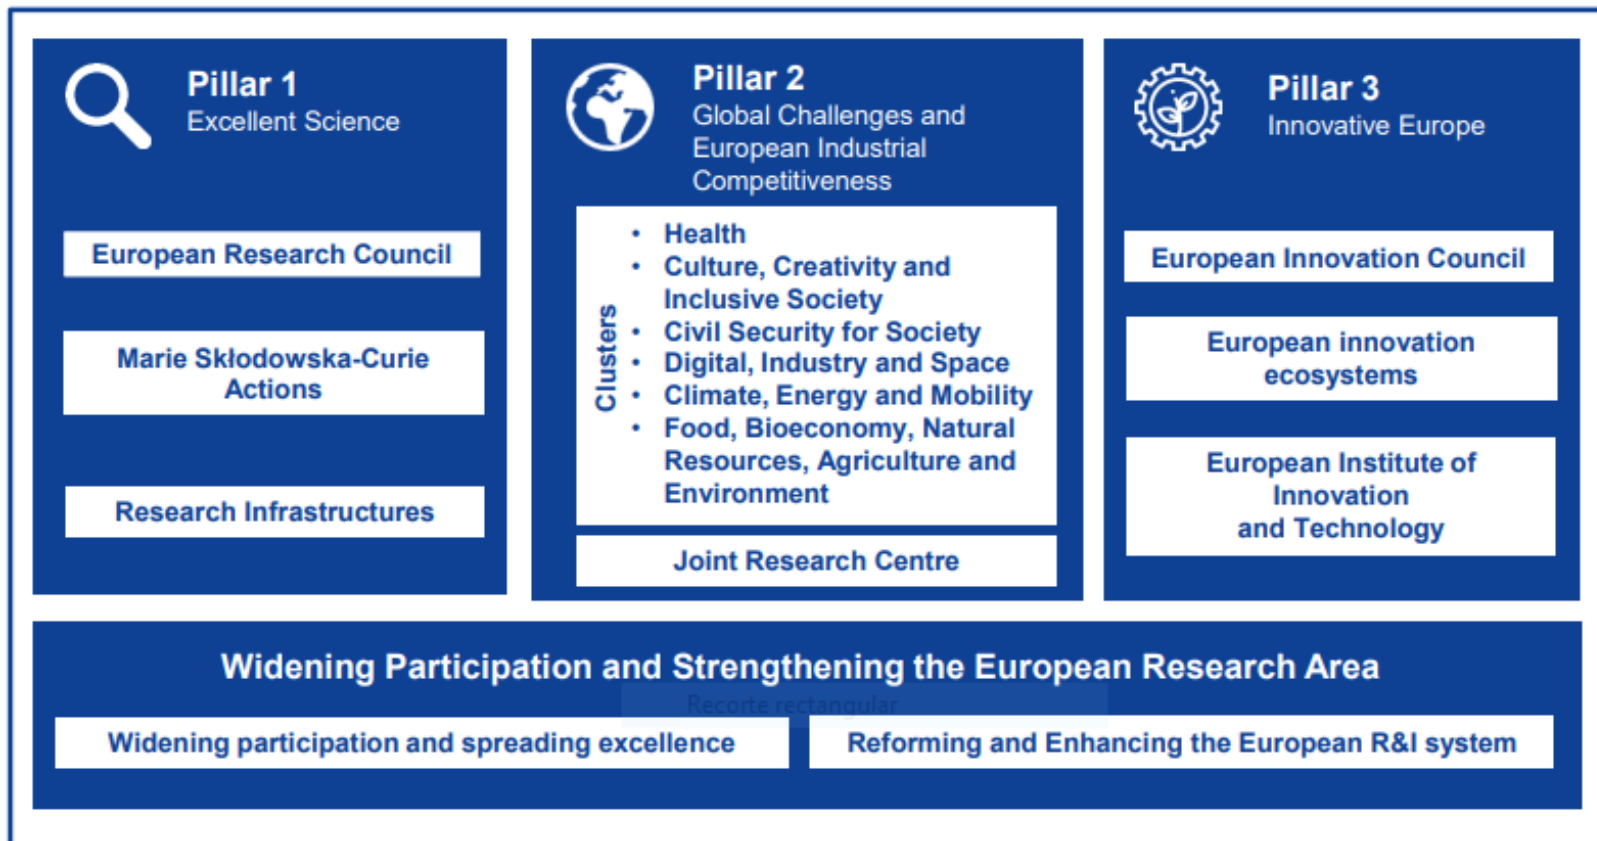 Pillar 1
Excellent Science
European Research Council
Marie Skłodowska-Curie
Actions
Research Infrastructures
Pillar 2
Global Challenges and
European Industrial
Competitiveness
Clusters
• Health
• Culture, Creativity and
Inclusive Society
• Civil Security for Society
• Digital, Industry and Space
• Climate, Energy and Mobility
• Food, Bioeconomy, Natural
Resources, Agriculture and
Environment
Joint Research Centre
Pillar 3
Innovative Europe
European Innovation Council
European innovation
ecosystems
European Institute of
Innovation
and Technology
Widening Participation and Strengthening the European Research Area
Recorte rectangular
Widening participation and spreading excellence
Reforming and Enhancing the European R&I system